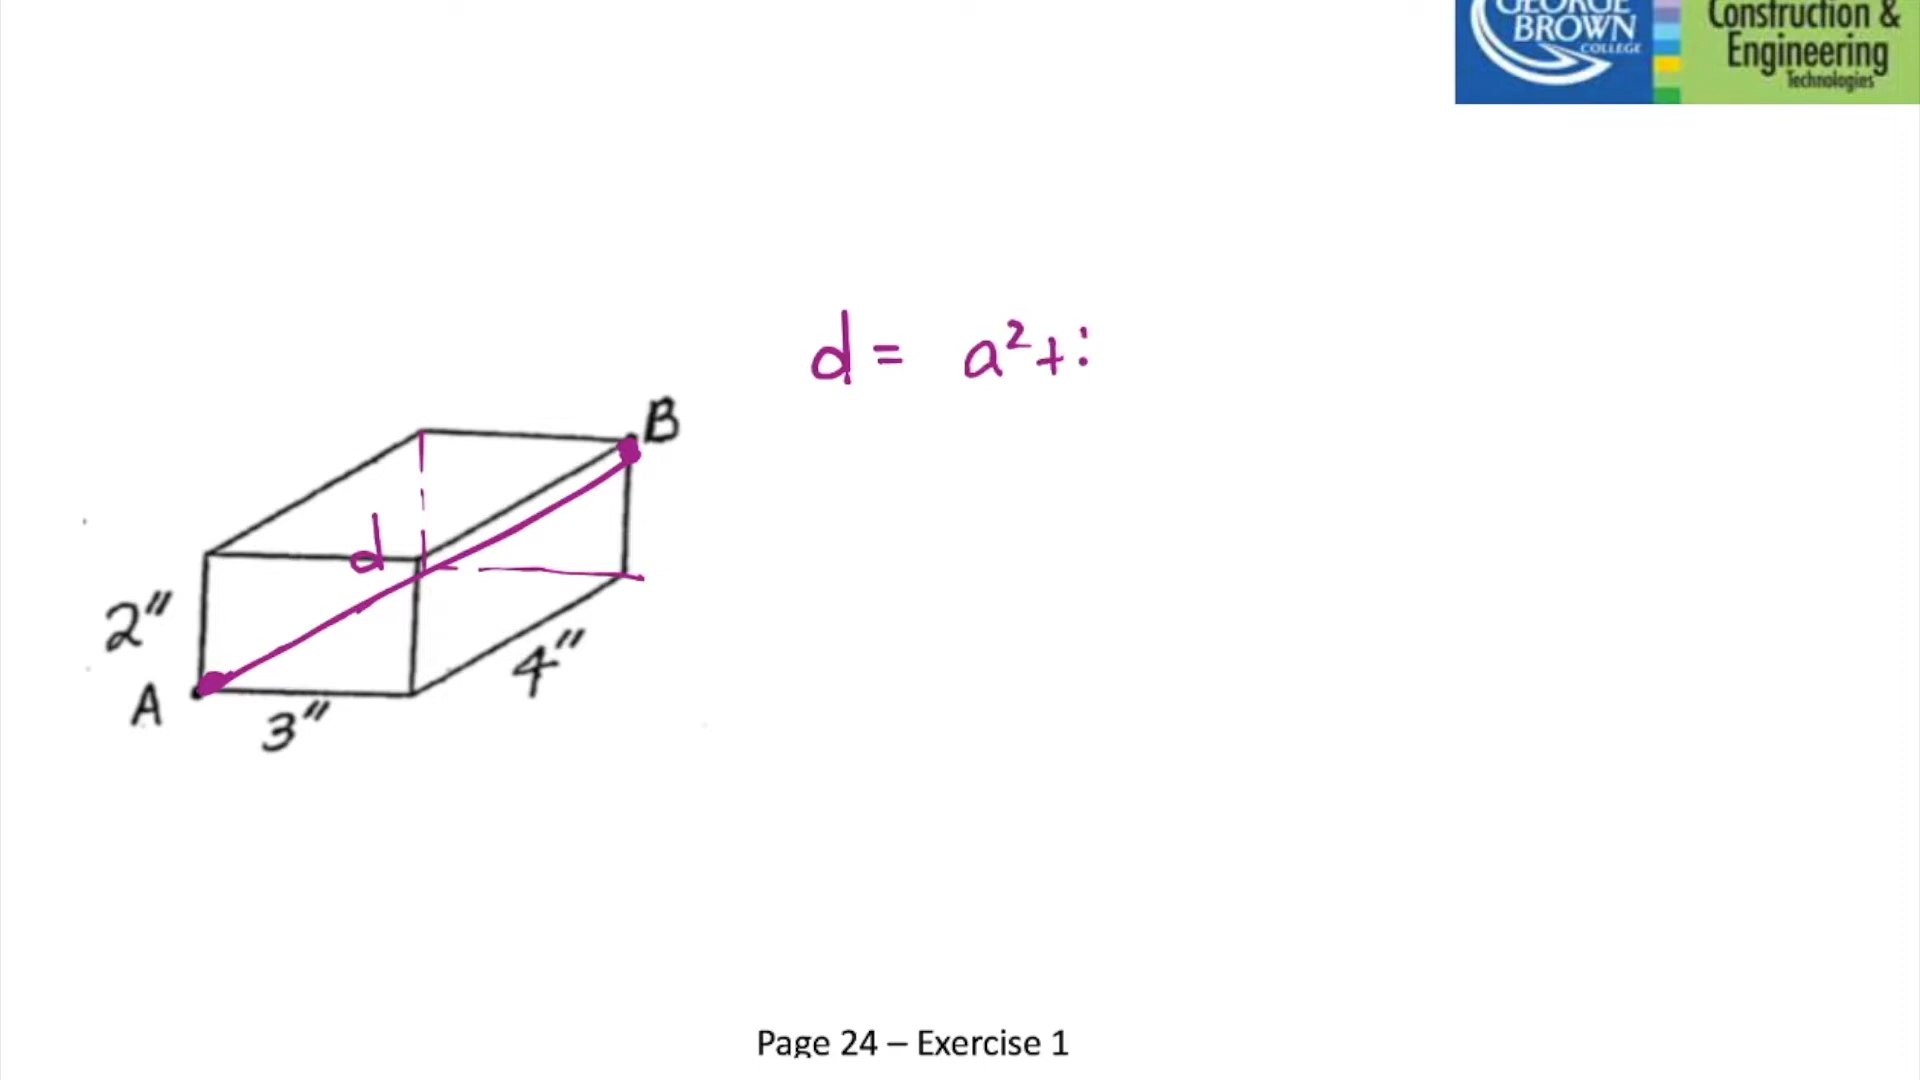 GEORGE
BROWN
COLLEGE
Construction &
Engineering
Technologies
d = a²+
B
d
2"
4"
A
3"
Page 24 – Exercise 1